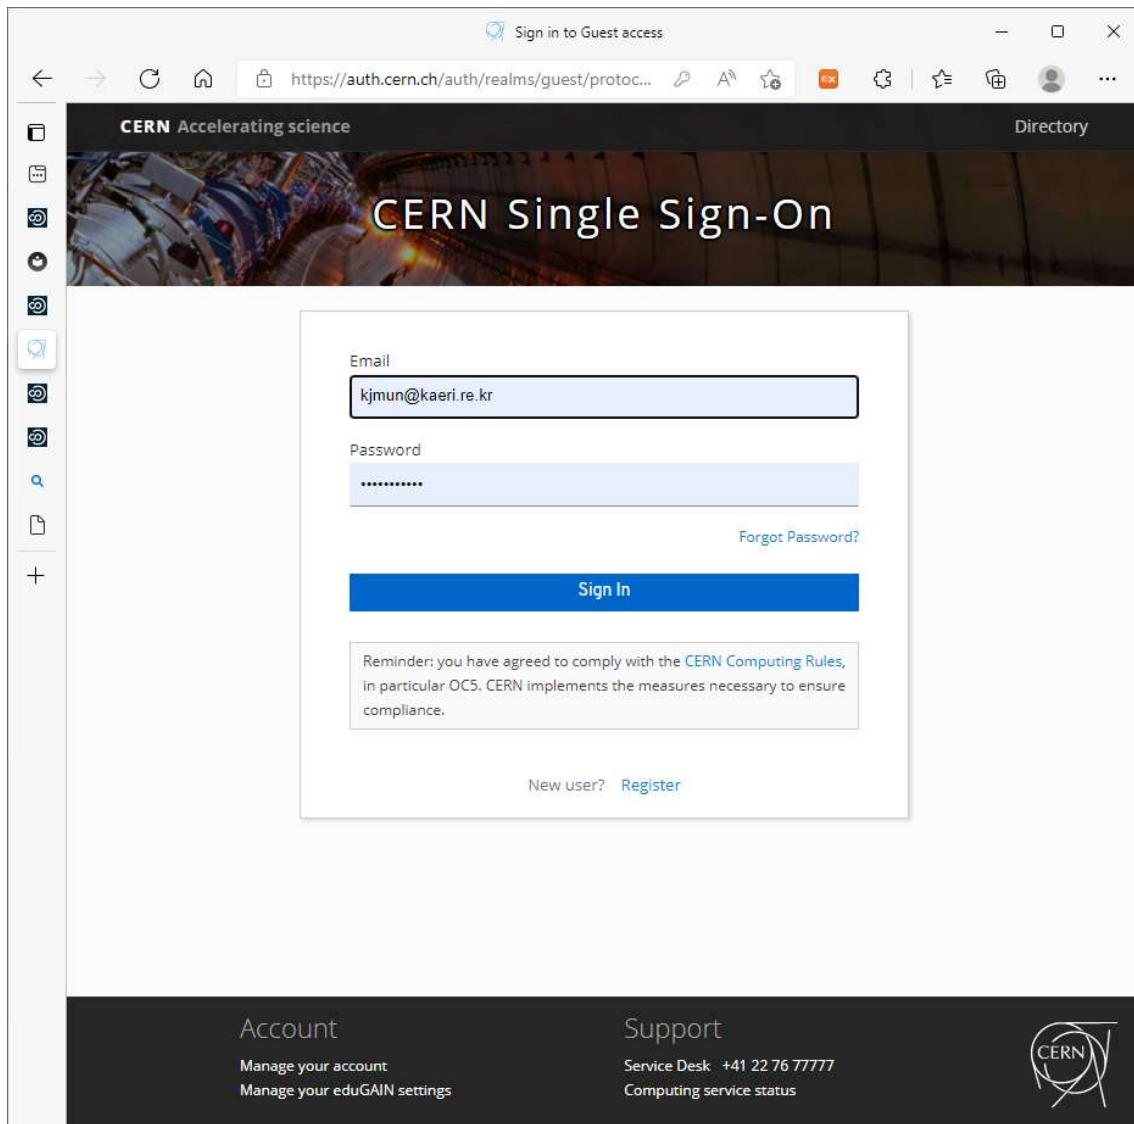 Sign in to Guest access
https://auth.cern.ch/auth/realms/guest/protoc...
CERN Accelerating science
Directory
CERN Single Sign-On
Email
kjmun@kaeri.re.kr
Password
•••••••••••
Forgot Password?
Sign In
Reminder: you have agreed to comply with the CERN Computing Rules,
in particular OC5. CERN implements the measures necessary to ensure
compliance.
New user? Register
Account
Manage your account
Manage your eduGAIN settings
Support
Service Desk +41 22 76 77777
Computing service status
CERN